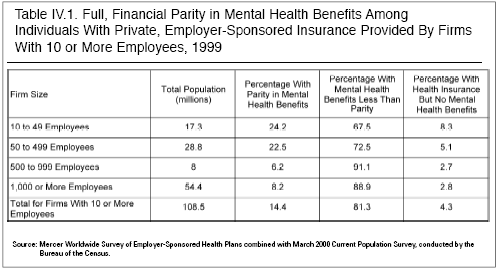 Table IV.1. Full, Financial Parity in Mental Health Benefits Among
Individuals With Private, Employer-Sponsored Insurance Provided By Firms
With 10 or More Employees, 1999
Firm Size | Total Population (millions) | Percentage With Parity in Mental Health Benefits | Percentage With Mental Health Benefits Less Than Parity | Percentage With Health Insurance But No Mental Health Benefits
10 to 49 Employees | 17.3 | 24.2 | 67.5 | 8.3
50 to 499 Employees | 28.8 | 22.5 | 72.5 | 5.1
500 to 999 Employees | 8 | 6.2 | 91.1 | 2.7
1,000 or More Employees | 54.4 | 8.2 | 88.9 | 2.8
Total for Firms With 10 or More Employees | 108.5 | 14.4 | 81.3 | 4.3
Source: Mercer Worldwide Survey of Employer-Sponsored Health Plans combined with March 2000 Current Population Survey, conducted by the
Bureau of the Census.